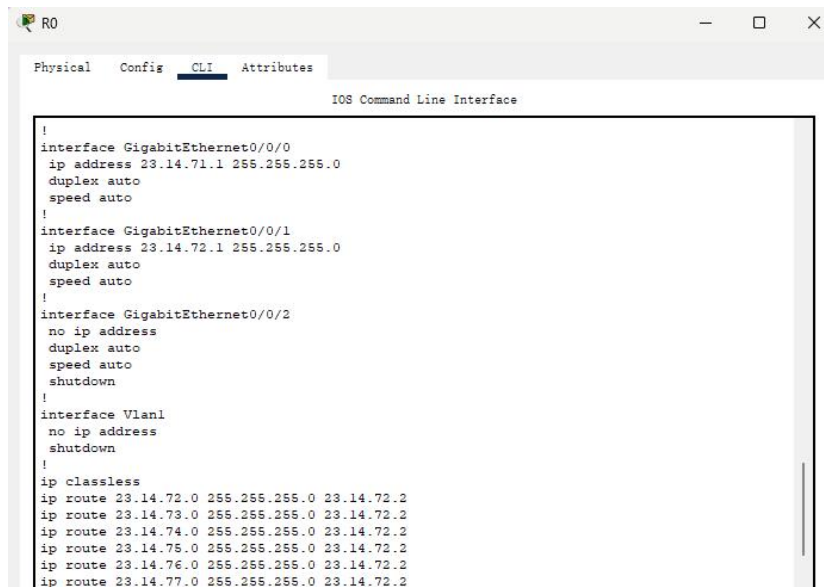 R0
Physical Config CLI Attributes
IOS Command Line Interface
!
interface GigabitEthernet0/0/0
ip address 23.14.71.1 255.255.255.0
duplex auto
speed auto
!
interface GigabitEthernet0/0/1
ip address 23.14.72.1 255.255.255.0
duplex auto
speed auto
!
interface GigabitEthernet0/0/2
no ip address
duplex auto
speed auto
shutdown
!
interface Vlan1
no ip address
shutdown
!
ip classless
ip route 23.14.72.0 255.255.255.0 23.14.72.2
ip route 23.14.73.0 255.255.255.0 23.14.72.2
ip route 23.14.74.0 255.255.255.0 23.14.72.2
ip route 23.14.75.0 255.255.255.0 23.14.72.2
ip route 23.14.76.0 255.255.255.0 23.14.72.2
ip route 23.14.77.0 255.255.255.0 23.14.72.2